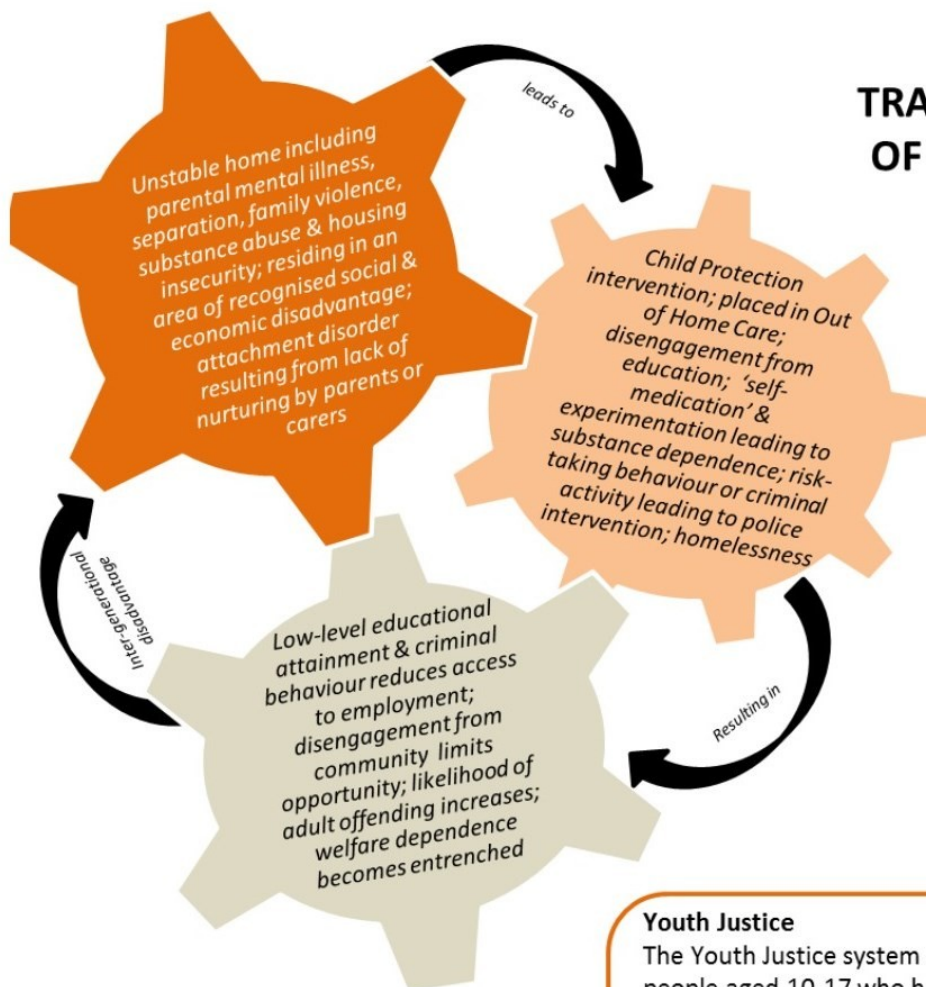 TRA
OF
leads to
Unstable home including
parental mental illness,
separation, family violence,
substance abuse & housing
insecurity; residing in an
area of recognised social &
economic disadvantage;
attachment disorder
resulting from lack of
nurturing by parents or
carers
Child Protection
intervention; placed in Out
of Home Care;
disengagement from
education; ‘self-
medication’ &
experimentation leading to
substance dependence; risk-
taking behaviour or criminal
activity leading to police
intervention; homelessness
Resulting in
Low-level educational
attainment & criminal
behaviour reduces access
to employment;
disengagement from
community limits
opportunity; likelihood of
adult offending increases;
welfare dependence
becomes entrenched
Inter-generational
disadvantage
Youth Justice
The Youth Justice system
people aged 10-17 who h